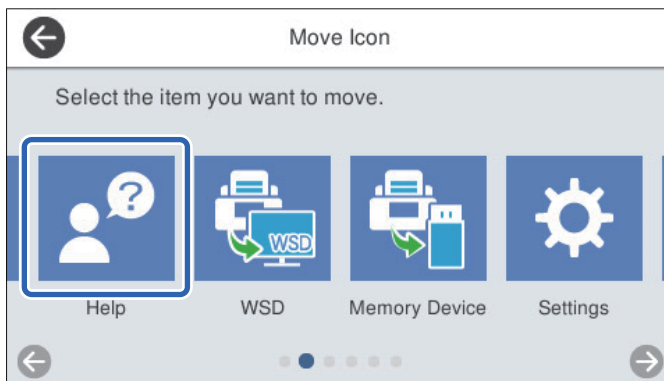 Move Icon
Select the item you want to move.
?
WSD
Help
WSD
Memory Device
Settings